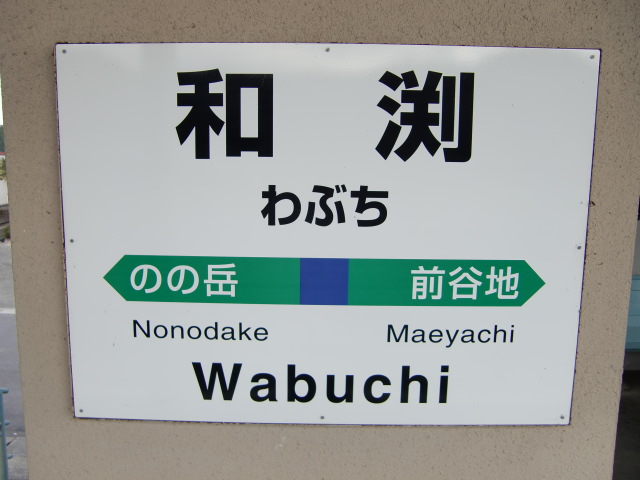 和渕
わぶち
のの岳 前谷地
Nonodake Maeyachi
Wabuchi